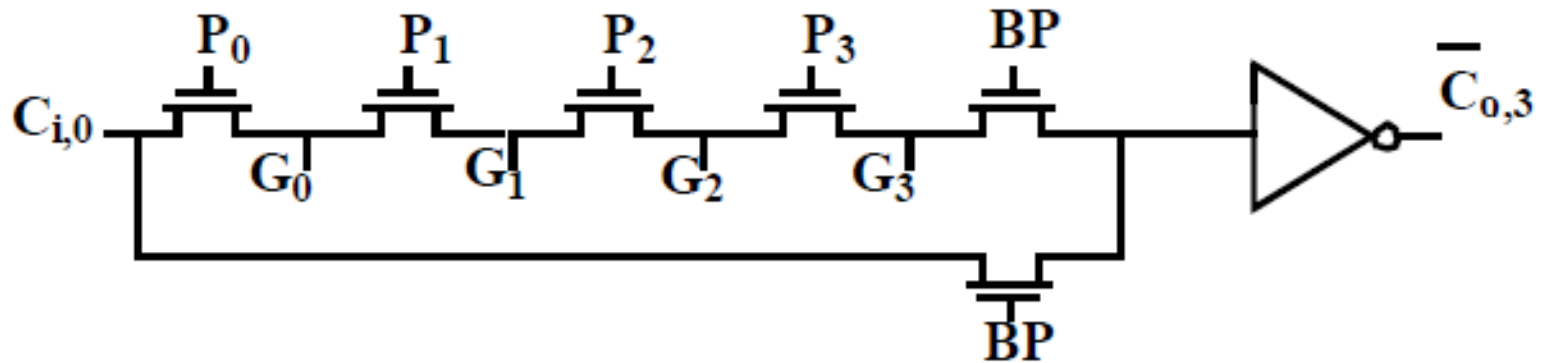 P₀ P₁ P₂ P₃ BP
C̅ₒ,₃
Cᵢ,₀
G₀ G₁ G₂ G₃
BP